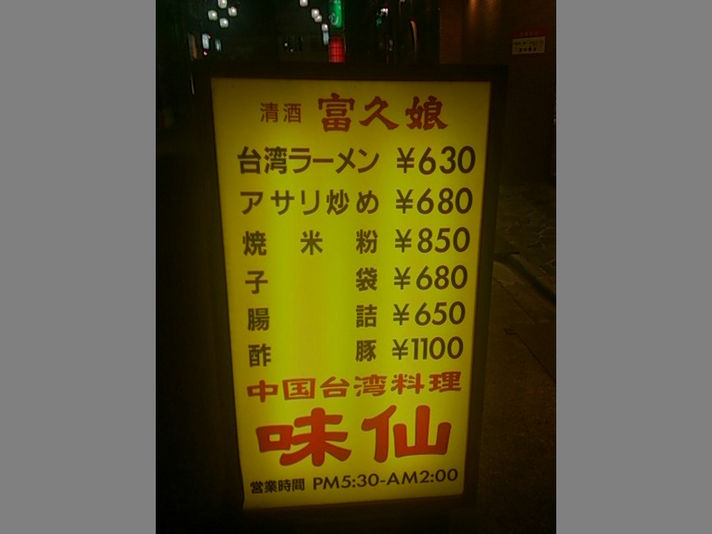 清酒 富久娘
台湾ラーメン ¥630
アサリ炒め ¥680
焼米粉 ¥850
子袋 ¥680
腸詰 ¥650
酢豚 ¥1100
中国台湾料理
味仙
営業時間 PM5:30-AM2:00